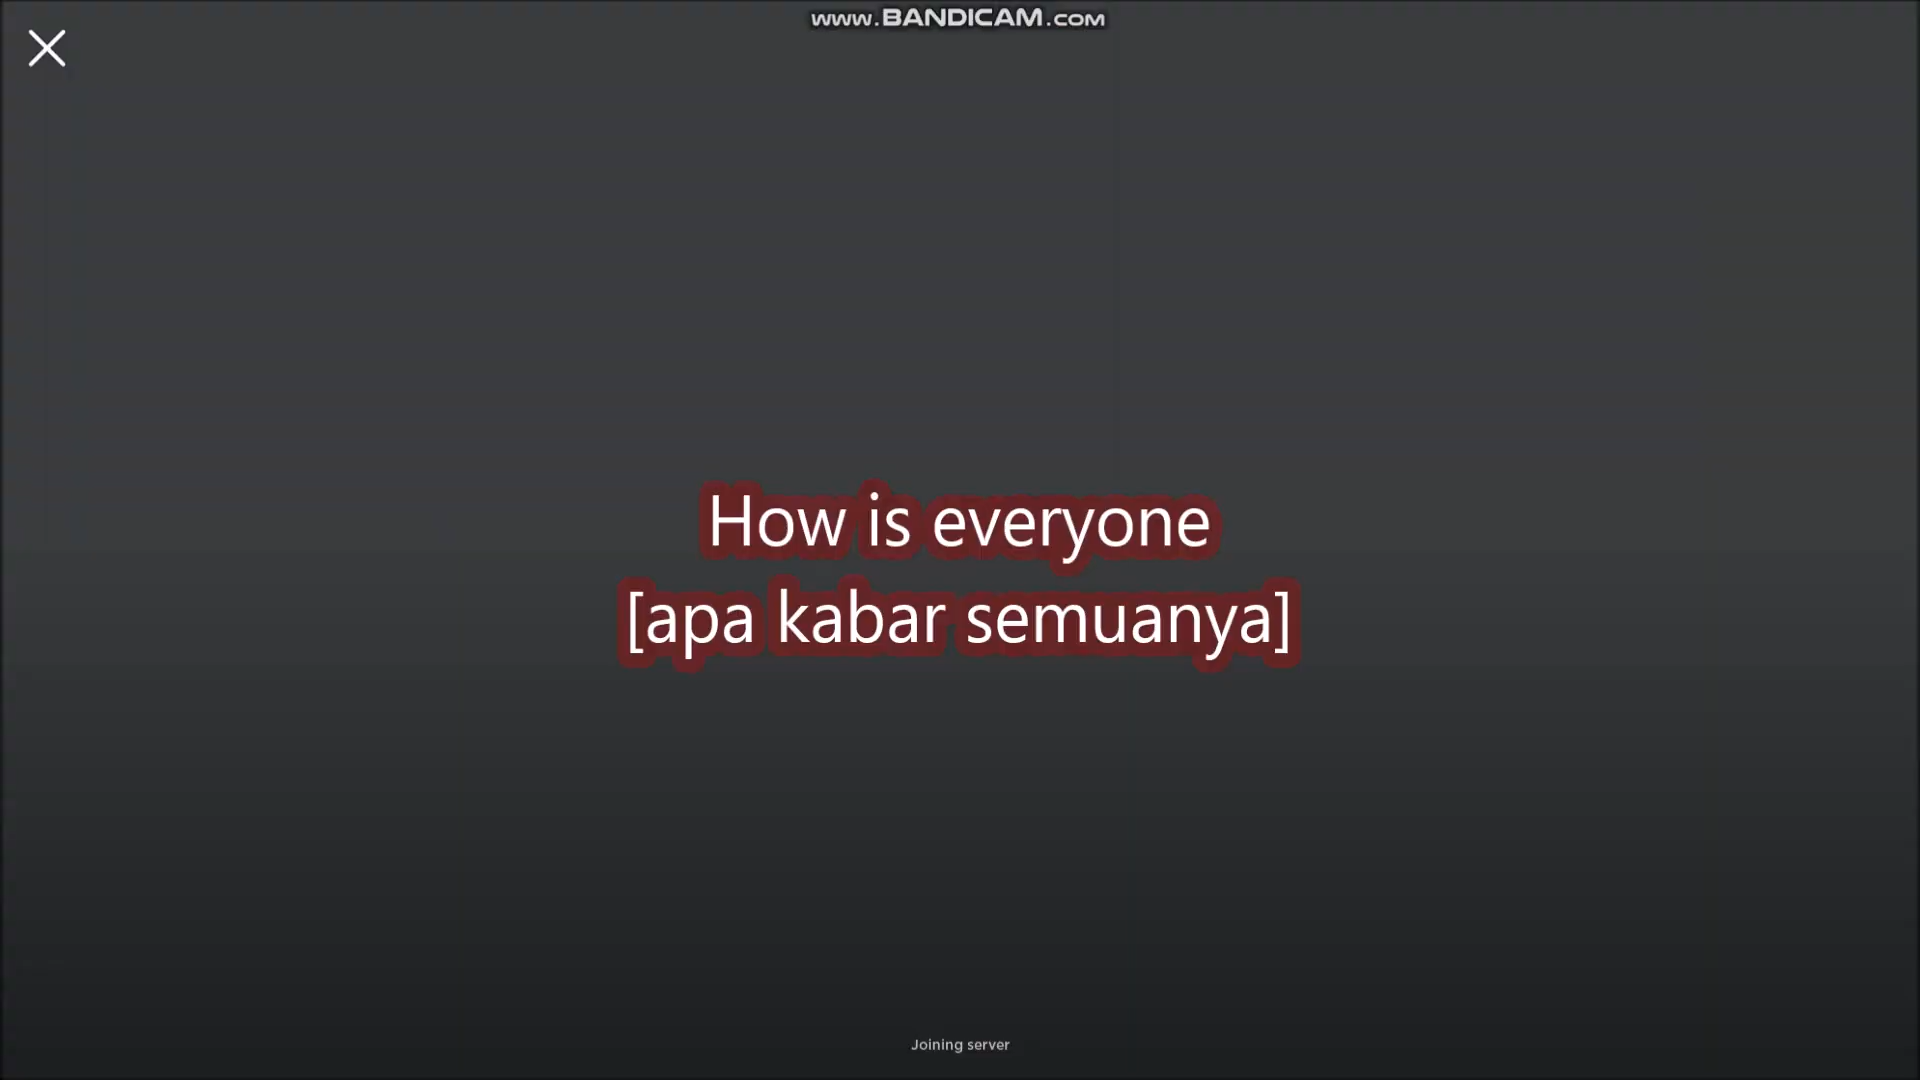 www.BANDICAM.com
How is everyone
[apa kabar semuanya]
Joining server